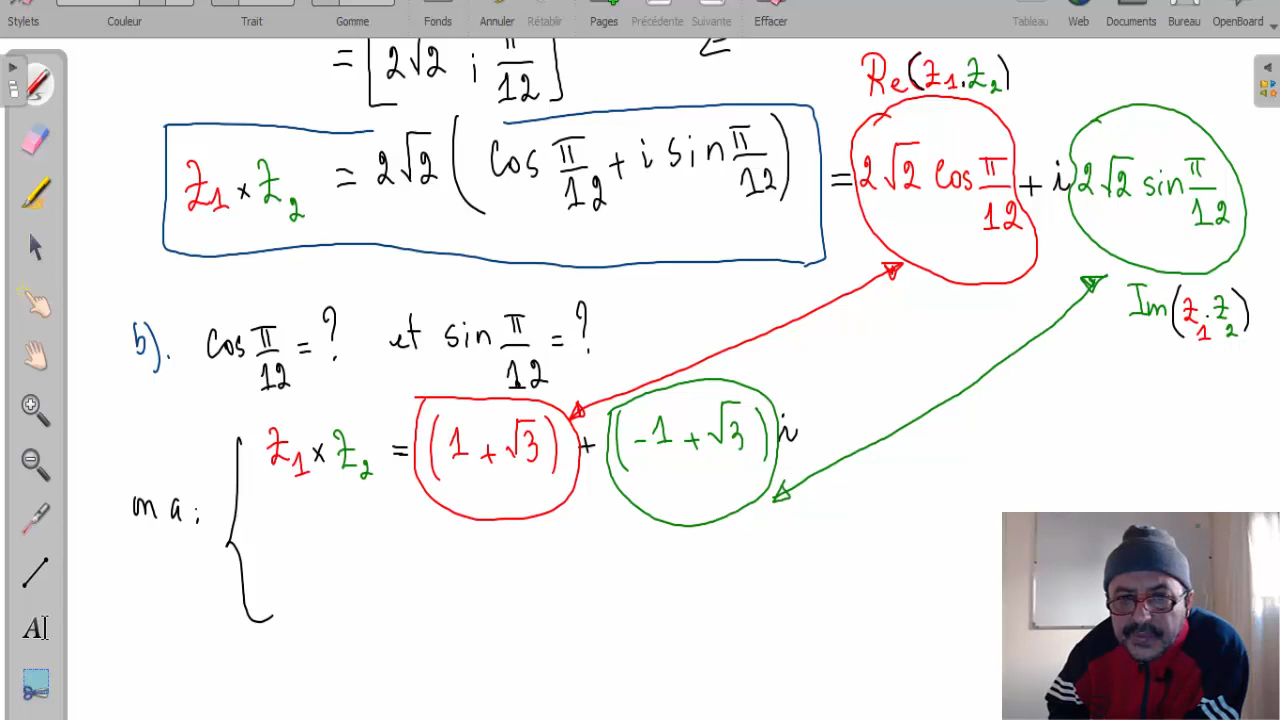 Stylets Couleur Trait Gomme Fonds Annuler Rétablir Pages Précédente Suivante Effacer Tableau Web Documents Bureau OpenBoard
= [2√2 ; π/12]
Re(Z₁.Z₂)
Z₁ × Z₂ = 2√2 (cos π/12 + i sin π/12) = 2√2 cos π/12 + i 2√2 sin π/12
Im(Z₁.Z₂)
b). cos π/12 = ? et sin π/12 = ?
on a : { Z₁ × Z₂ = (1 + √3) + (-1 + √3) i
AI